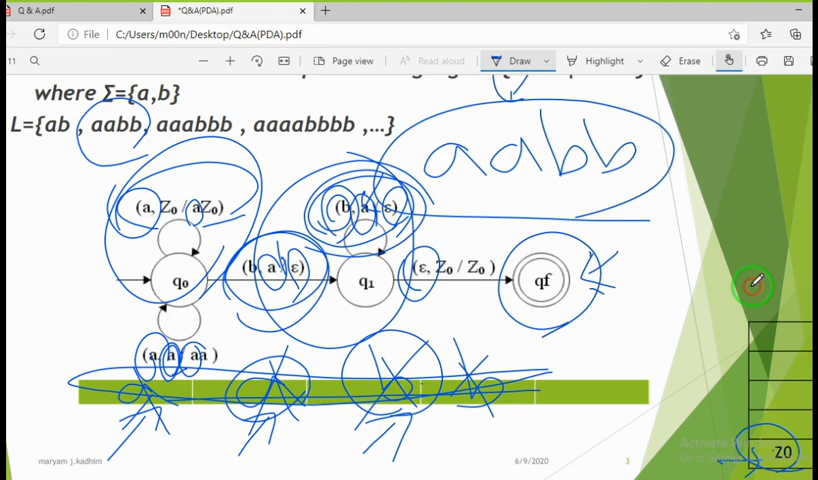 Q & A.pdf
*Q&A(PDA).pdf
File
C:/Users/m00n/Desktop/Q&A(PDA).pdf
11
Page view
Read aloud
Draw
Highlight
Erase
where Σ={a,b}
L={ab , aabb, aaabbb , aaaabbbb ,...}
aabb
(a, Z₀ / aZ₀)
(b, a / ε)
q₀
(b, a / ε)
q₁
(ε, Z₀ / Z₀ )
qf
(a, a / aa )
Z0
maryam j.kadhim
6/9/2020
3